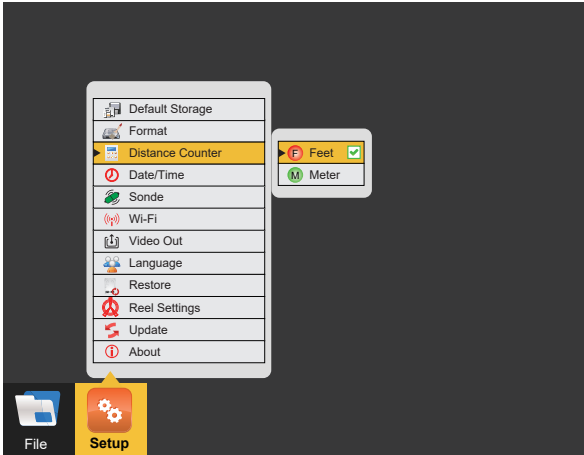 Default Storage
Format
Distance Counter
Date/Time
Sonde
Wi-Fi
Video Out
Language
Restore
Reel Settings
Update
About
F Feet
M Meter
File
Setup